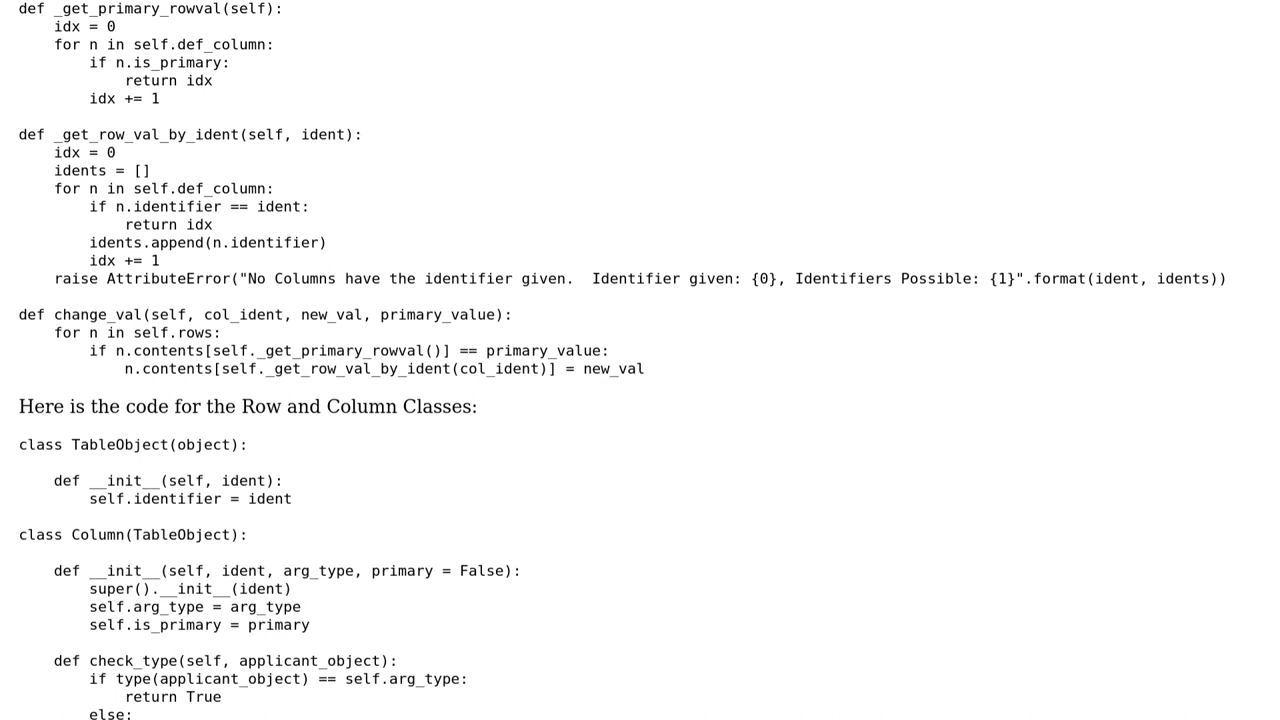 def _get_primary_rowval(self):
    idx = 0
    for n in self.def_column:
        if n.is_primary:
            return idx
        idx += 1

def _get_row_val_by_ident(self, ident):
    idx = 0
    idents = []
    for n in self.def_column:
        if n.identifier == ident:
            return idx
        idents.append(n.identifier)
        idx += 1
    raise AttributeError("No Columns have the identifier given.  Identifier given: {0}, Identifiers Possible: {1}".format(ident, idents))

def change_val(self, col_ident, new_val, primary_value):
    for n in self.rows:
        if n.contents[self._get_primary_rowval()] == primary_value:
            n.contents[self._get_row_val_by_ident(col_ident)] = new_val

Here is the code for the Row and Column Classes:

class TableObject(object):

    def __init__(self, ident):
        self.identifier = ident

class Column(TableObject):

    def __init__(self, ident, arg_type, primary = False):
        super().__init__(ident)
        self.arg_type = arg_type
        self.is_primary = primary

    def check_type(self, applicant_object):
        if type(applicant_object) == self.arg_type:
            return True
        else: